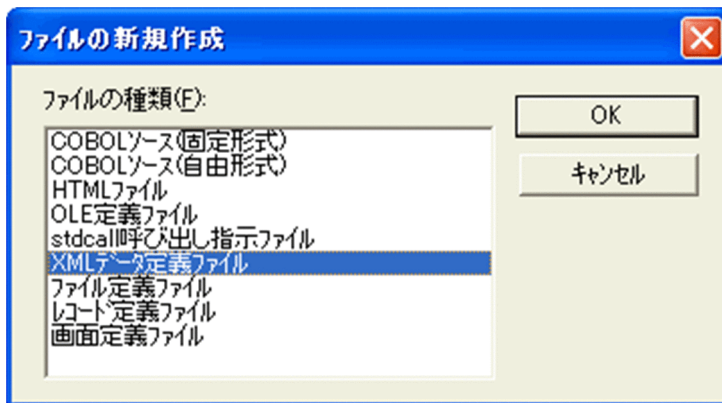 ファイルの新規作成
ファイルの種類(F):
COBOLソース(固定形式)
COBOLソース(自由形式)
HTMLファイル
OLE定義ファイル
stdcall呼び出し指示ファイル
XMLデータ定義ファイル
ファイル定義ファイル
レコード定義ファイル
画面定義ファイル
OK
キャンセル